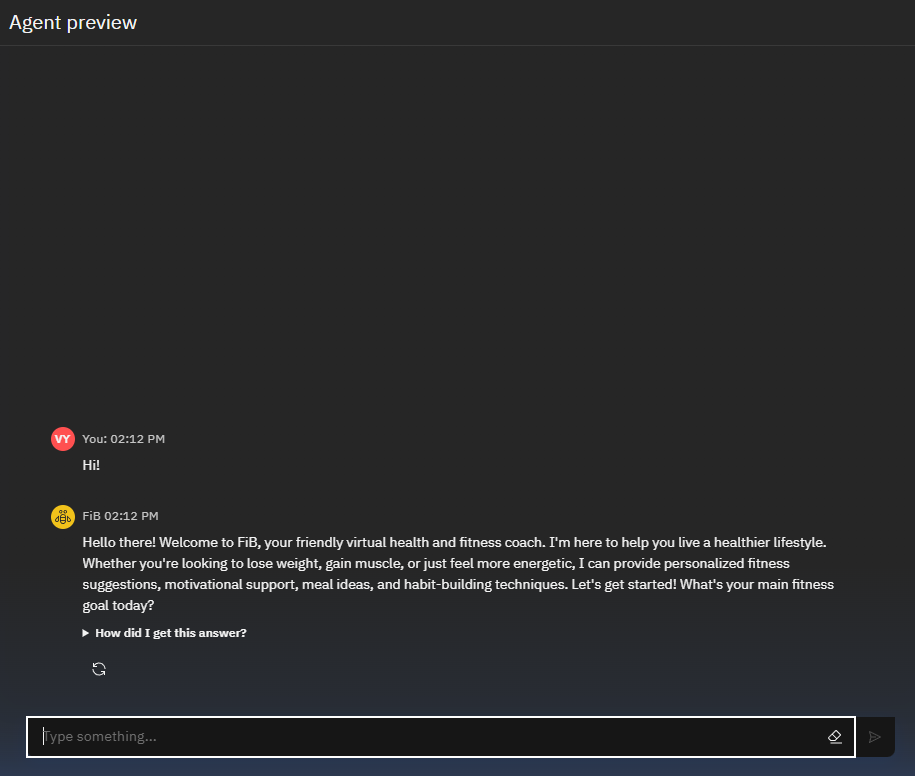 Agent preview
VY You: 02:12 PM
Hi!
FiB 02:12 PM
Hello there! Welcome to FiB, your friendly virtual health and fitness coach. I'm here to help you live a healthier lifestyle.
Whether you're looking to lose weight, gain muscle, or just feel more energetic, I can provide personalized fitness
suggestions, motivational support, meal ideas, and habit-building techniques. Let's get started! What's your main fitness
goal today?
How did I get this answer?
Type something...